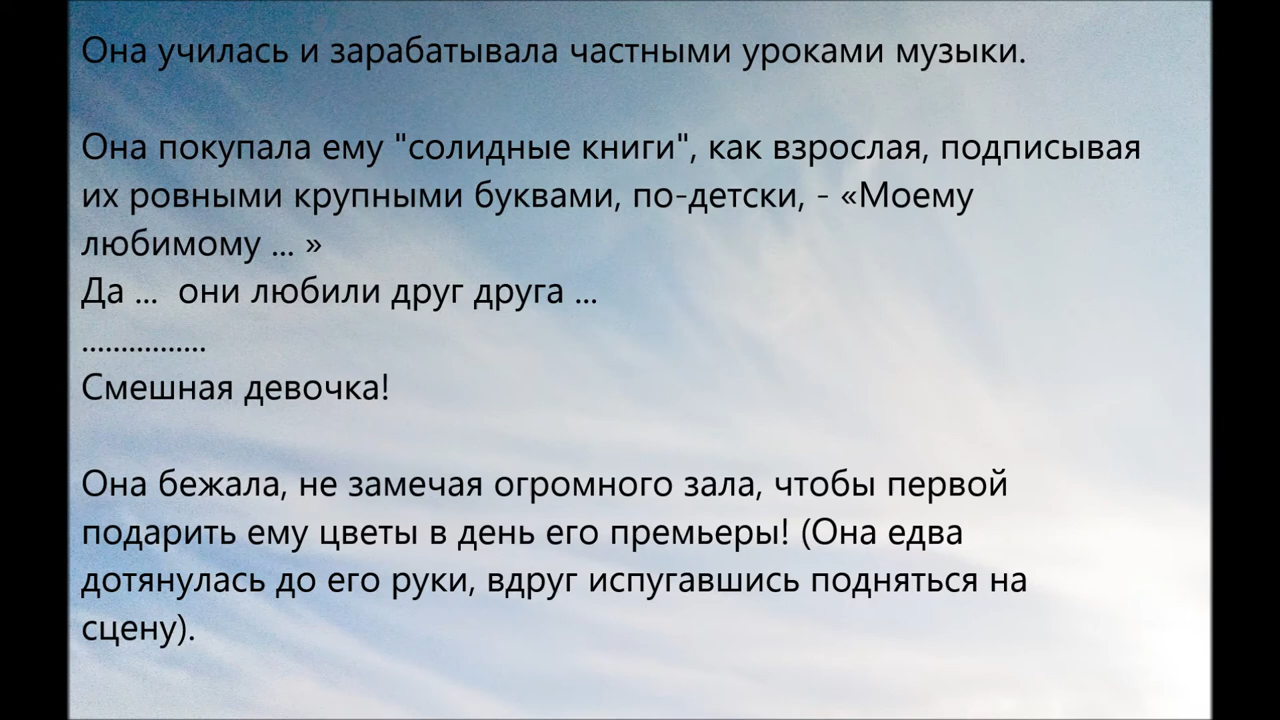 Она училась и зарабатывала частными уроками музыки.
Она покупала ему "солидные книги", как взрослая, подписывая
их ровными крупными буквами, по-детски, - «Моему
любимому ... »
Да ...  они любили друг друга ...
................
Смешная девочка!
Она бежала, не замечая огромного зала, чтобы первой
подарить ему цветы в день его премьеры! (Она едва
дотянулась до его руки, вдруг испугавшись подняться на
сцену).